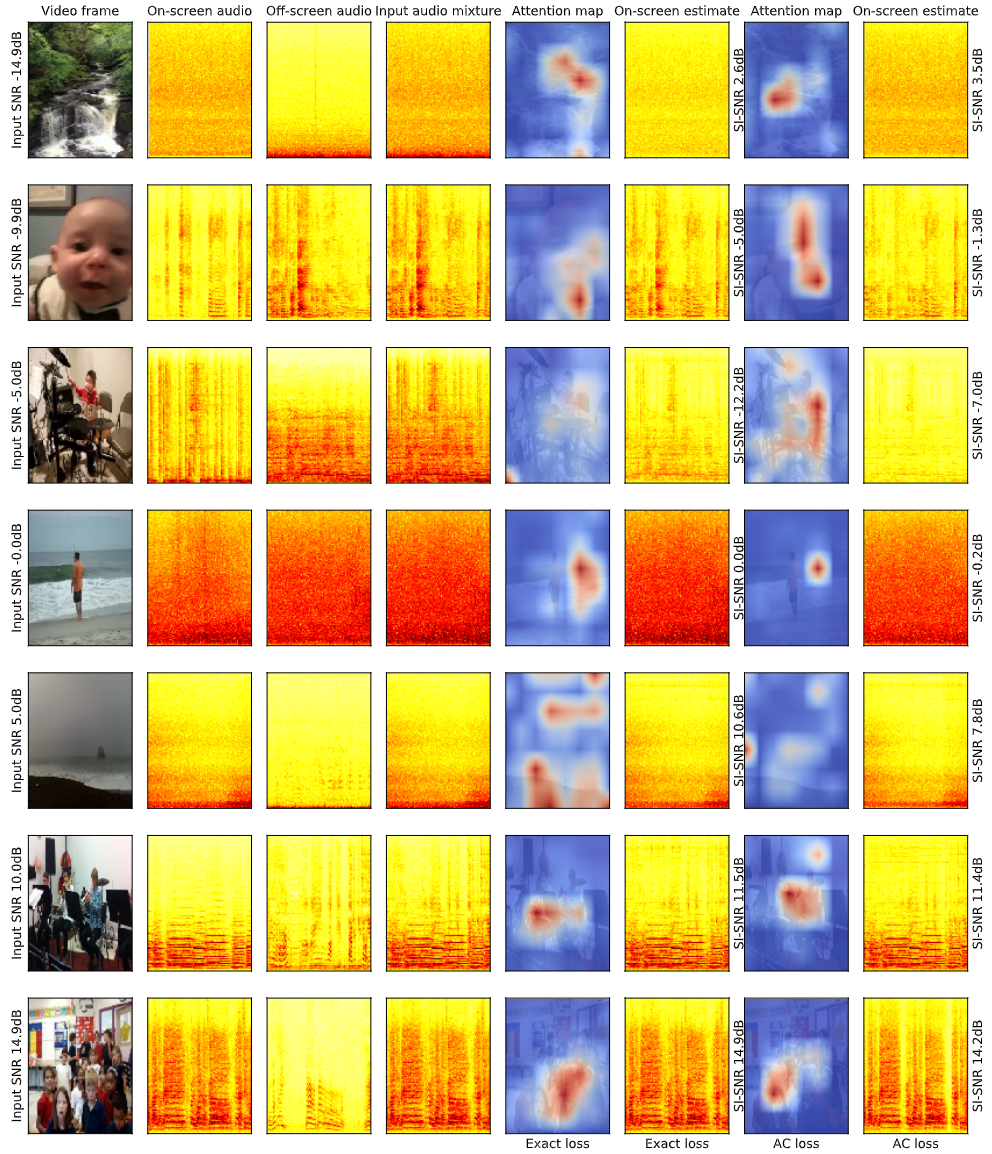 Video frame On-screen audio Off-screen audio Input audio mixture Attention map On-screen estimate Attention map On-screen estimate
Input SNR -14.9dB SI-SNR 2.6dB SI-SNR 3.5dB
Input SNR -9.9dB SI-SNR -5.0dB SI-SNR -1.3dB
Input SNR -5.0dB SI-SNR -12.2dB SI-SNR -7.0dB
Input SNR -0.0dB SI-SNR 0.0dB SI-SNR -0.2dB
Input SNR 5.0dB SI-SNR 10.6dB SI-SNR 7.8dB
Input SNR 10.0dB SI-SNR 11.5dB SI-SNR 11.4dB
Input SNR 14.9dB SI-SNR 14.9dB SI-SNR 14.2dB
Exact loss Exact loss AC loss AC loss